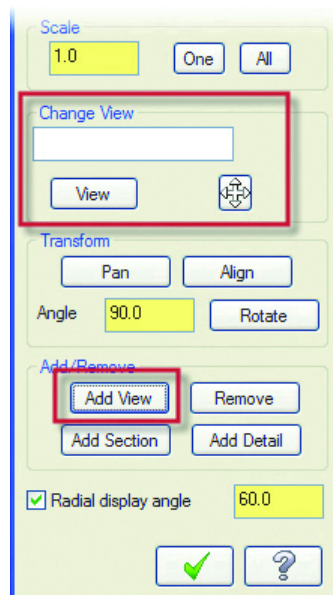 Scale
1.0 One All
Change View
View
Transform
Pan Align
Angle 90.0 Rotate
Add/Remove
Add View Remove
Add Section Add Detail
Radial display angle 60.0
?